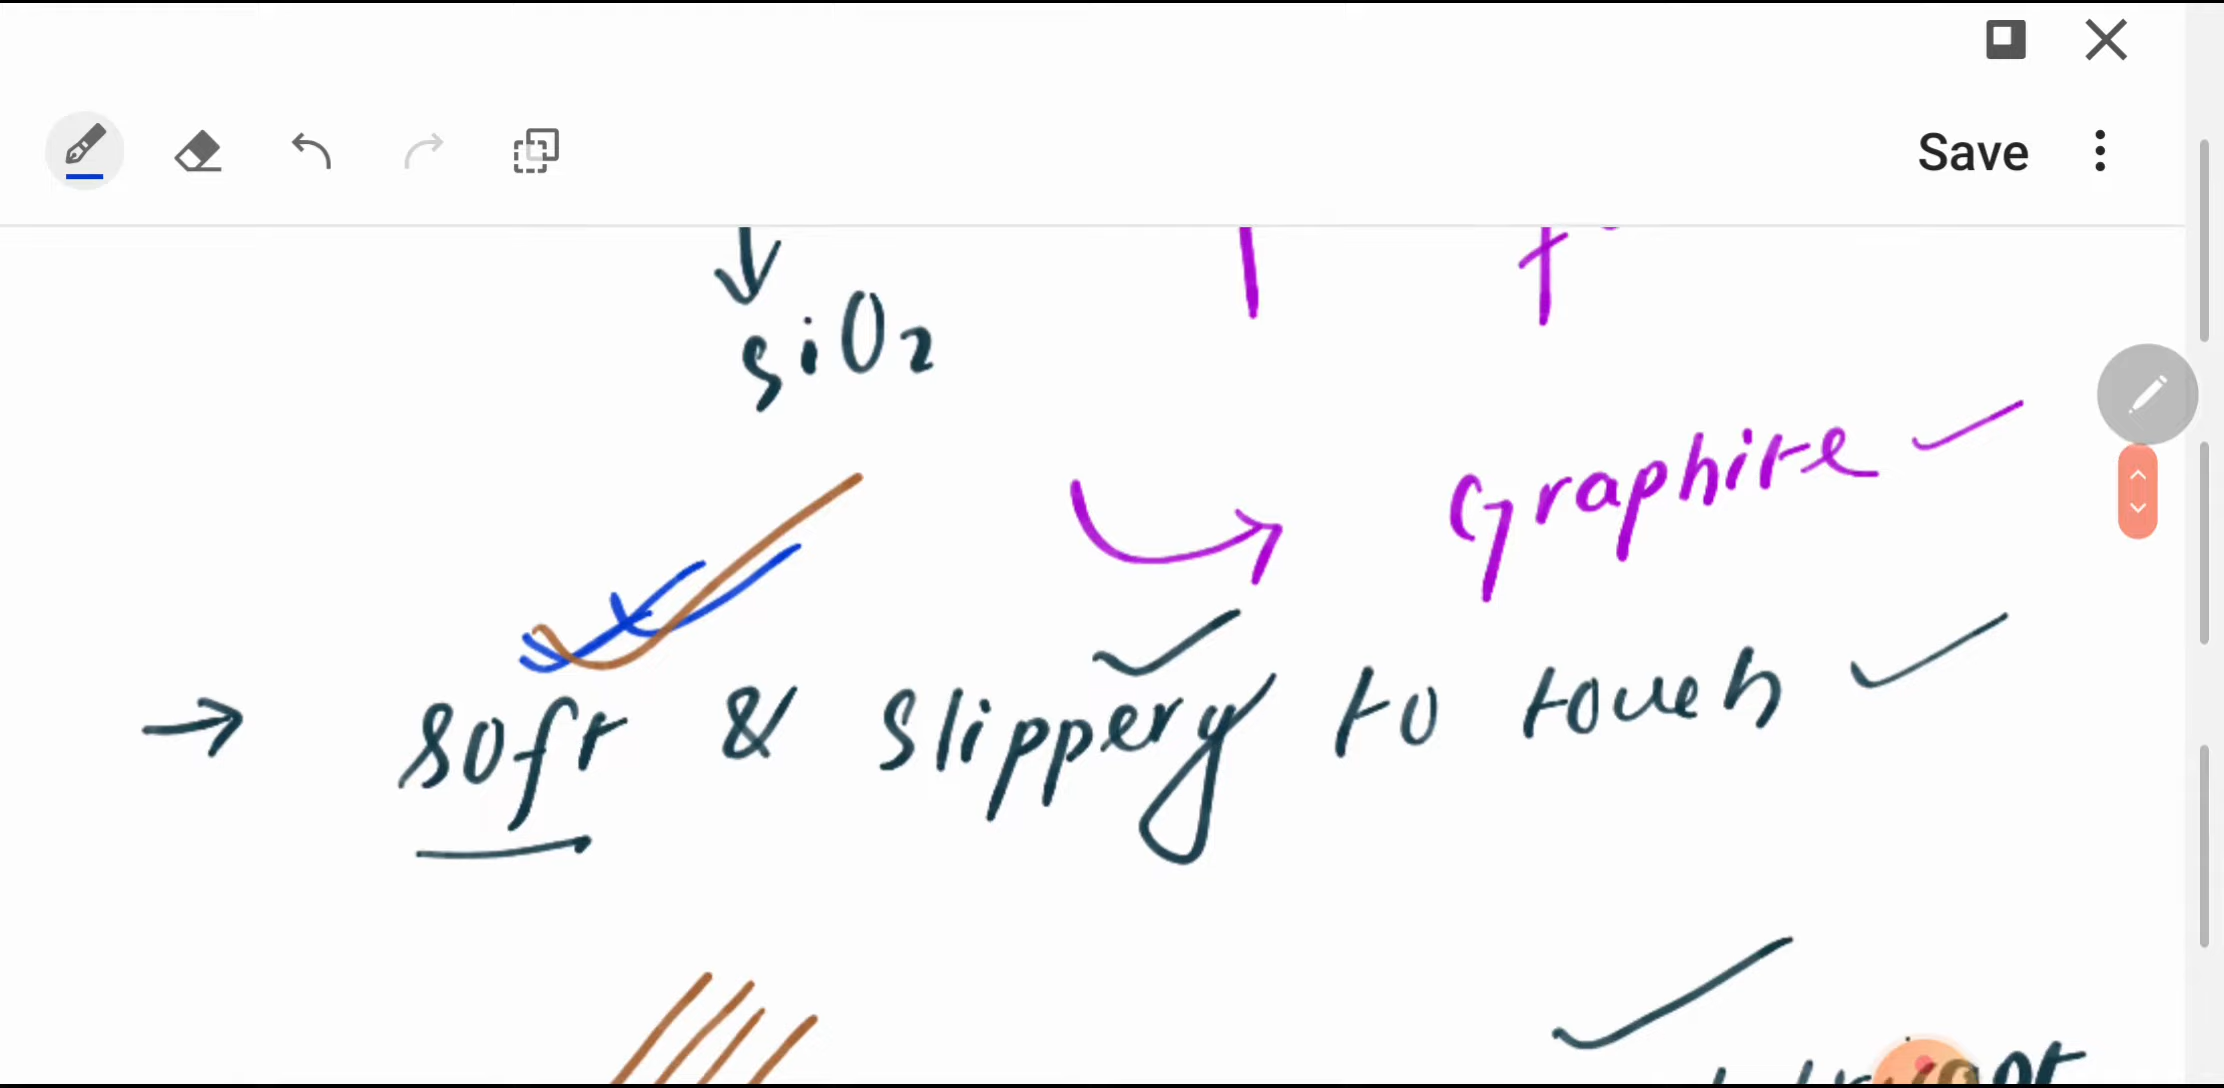 Save
SiO2
Graphite
→ soft & slippery to touch